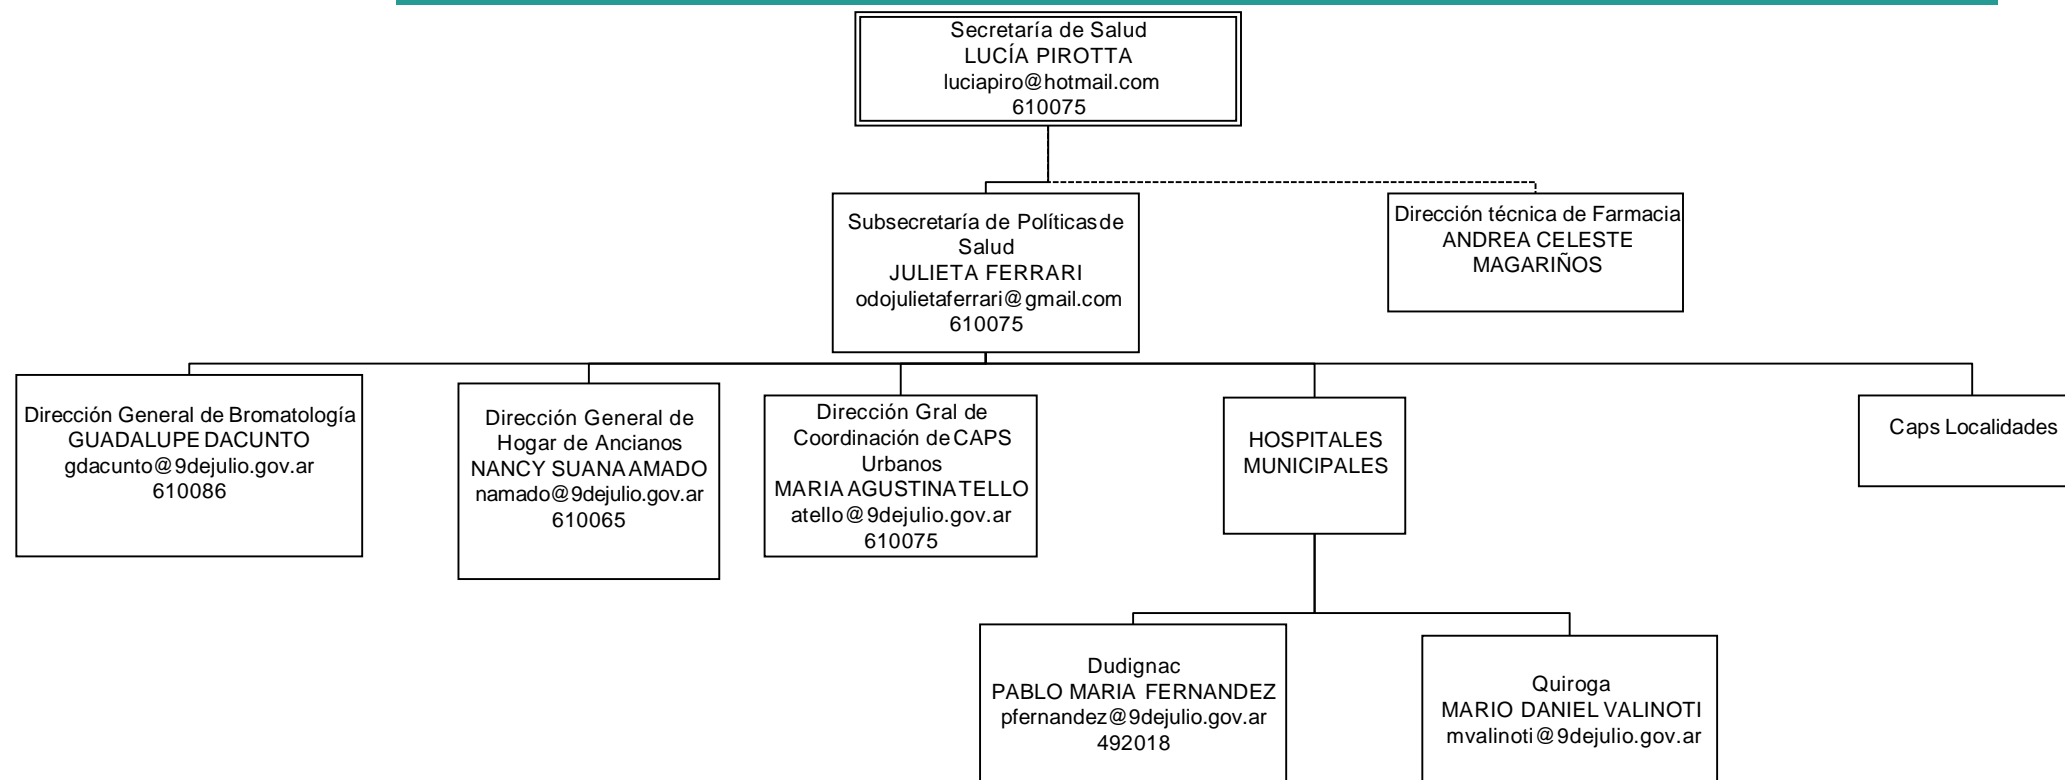 Secretaría de Salud
LUCÍA PIROTTA
luciapiro@hotmail.com
610075
Subsecretaría de Políticas de
Salud
JULIETA FERRARI
odojulietaferrari@gmail.com
610075
Dirección técnica de Farmacia
ANDREA CELESTE
MAGARIÑOS
Dirección General de Bromatología
GUADALUPE DACUNTO
gdacunto@9dejulio.gov.ar
610086
Dirección General de
Hogar de Ancianos
NANCY SUANA AMADO
namado@9dejulio.gov.ar
610065
Dirección Gral de
Coordinación de CAPS
Urbanos
MARIA AGUSTINA TELLO
atello@9dejulio.gov.ar
610075
HOSPITALES
MUNICIPALES
Caps Localidades
Dudignac
PABLO MARIA FERNANDEZ
pfernandez@9dejulio.gov.ar
492018
Quiroga
MARIO DANIEL VALINOTI
mvalinoti@9dejulio.gov.ar